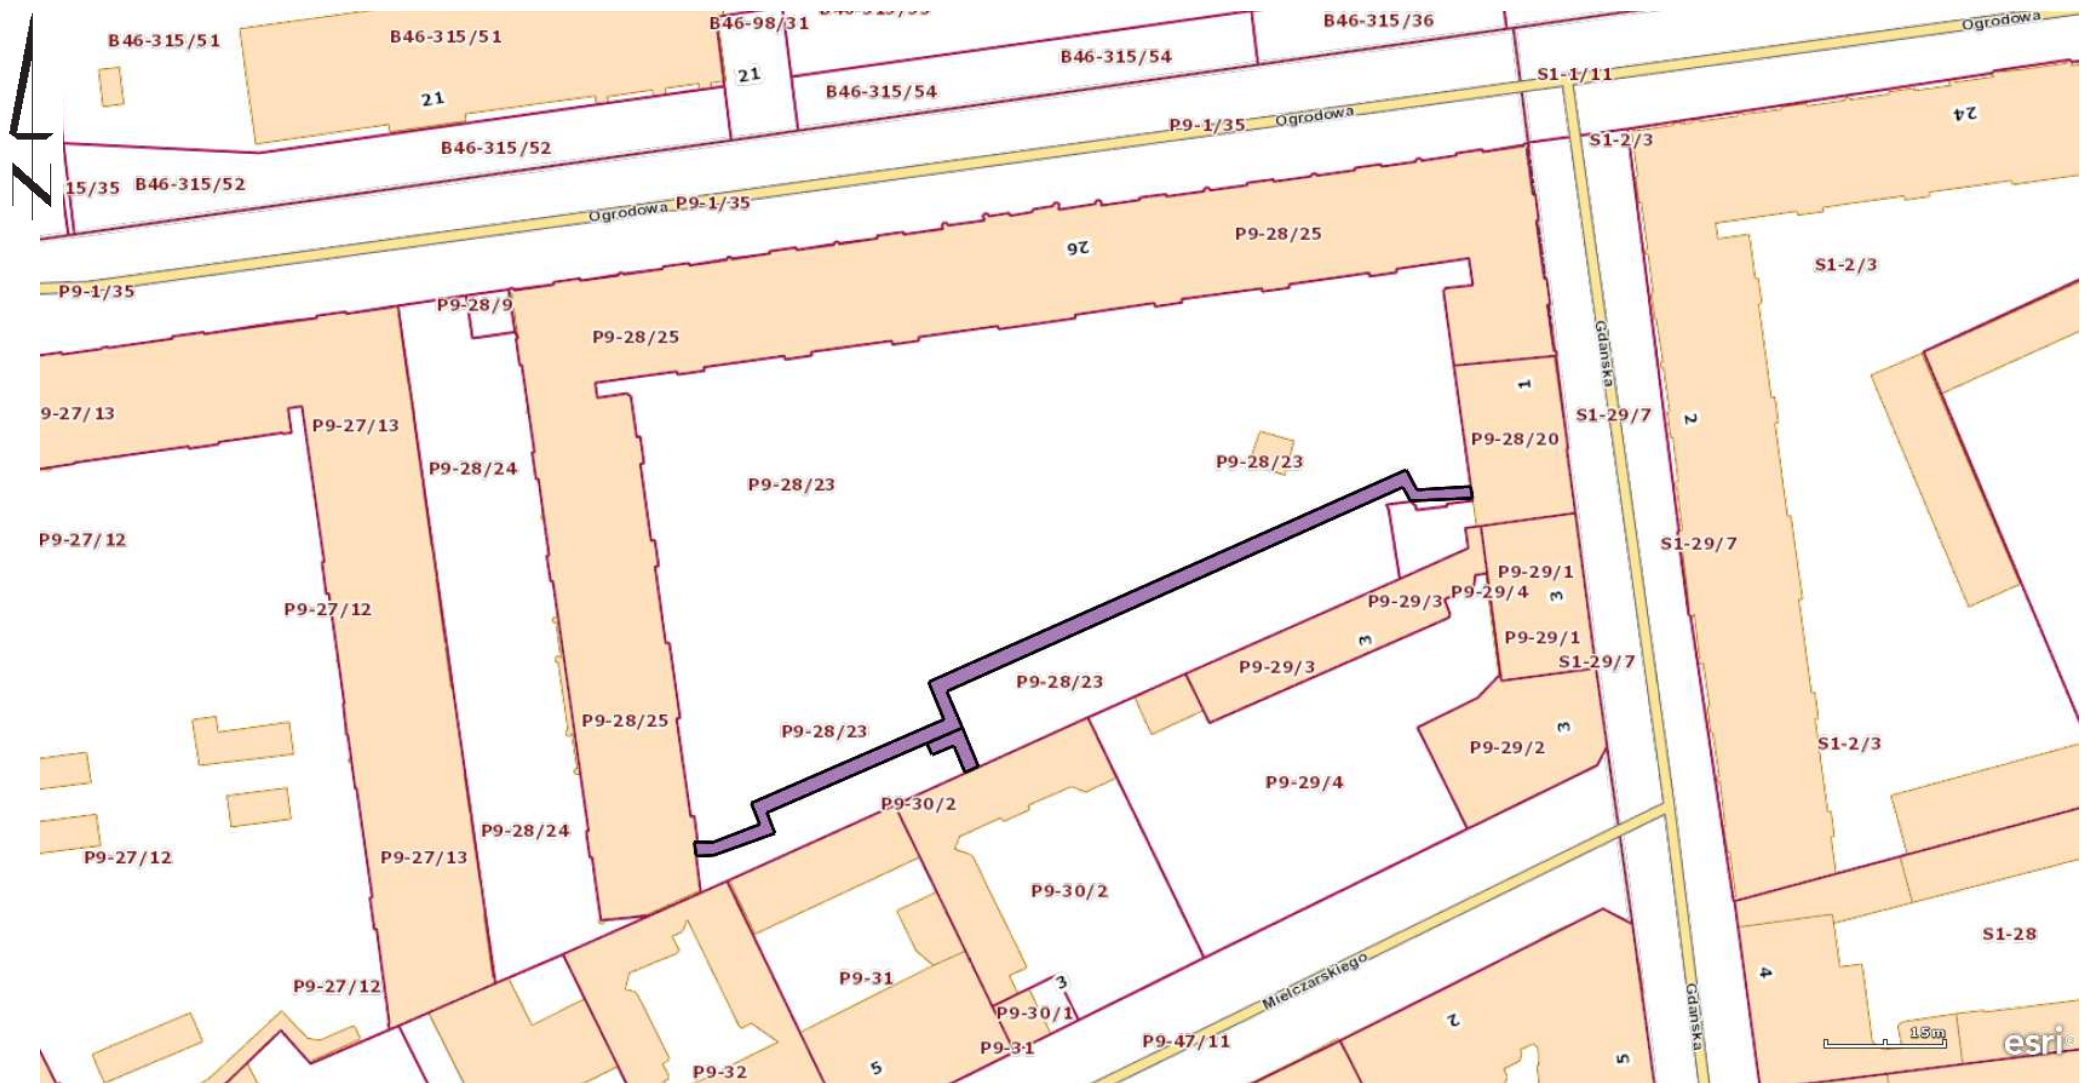 B46-98/31
B46-315/36
B46-315/51
B46-315/51
Ogrodowa
B46-315/54
S1-1/11
21
B46-315/54
21
Ogrodowa
24
P9-1/35
S1-2/3
B46-315/52
N
15/35
B46-315/52
P9-1/35
Ogrodowa
P9-28/25
26
S1-2/3
P9-1/35
P9-28/9
P9-28/25
Gdańska
1
9-27/13
P9-27/13
S1-29/7
2
P9-28/20
P9-28/24
P9-28/23
P9-28/23
P9-27/12
S1-29/7
P9-29/1
P9-29/4
P9-27/12
P9-29/3
3
3
P9-29/1
S1-29/7
P9-29/3
P9-28/23
P9-28/25
P9-28/23
3
P9-29/2
S1-2/3
P9-29/4
P9-30/2
P9-28/24
P9-27/12
P9-27/13
P9-30/2
S1-28
4
P9-31
Mielczarskiego
3
P9-27/12
P9-30/1
2
Gdańska
15m
P9-31
P9-47/11
esri
5
P9-32
5